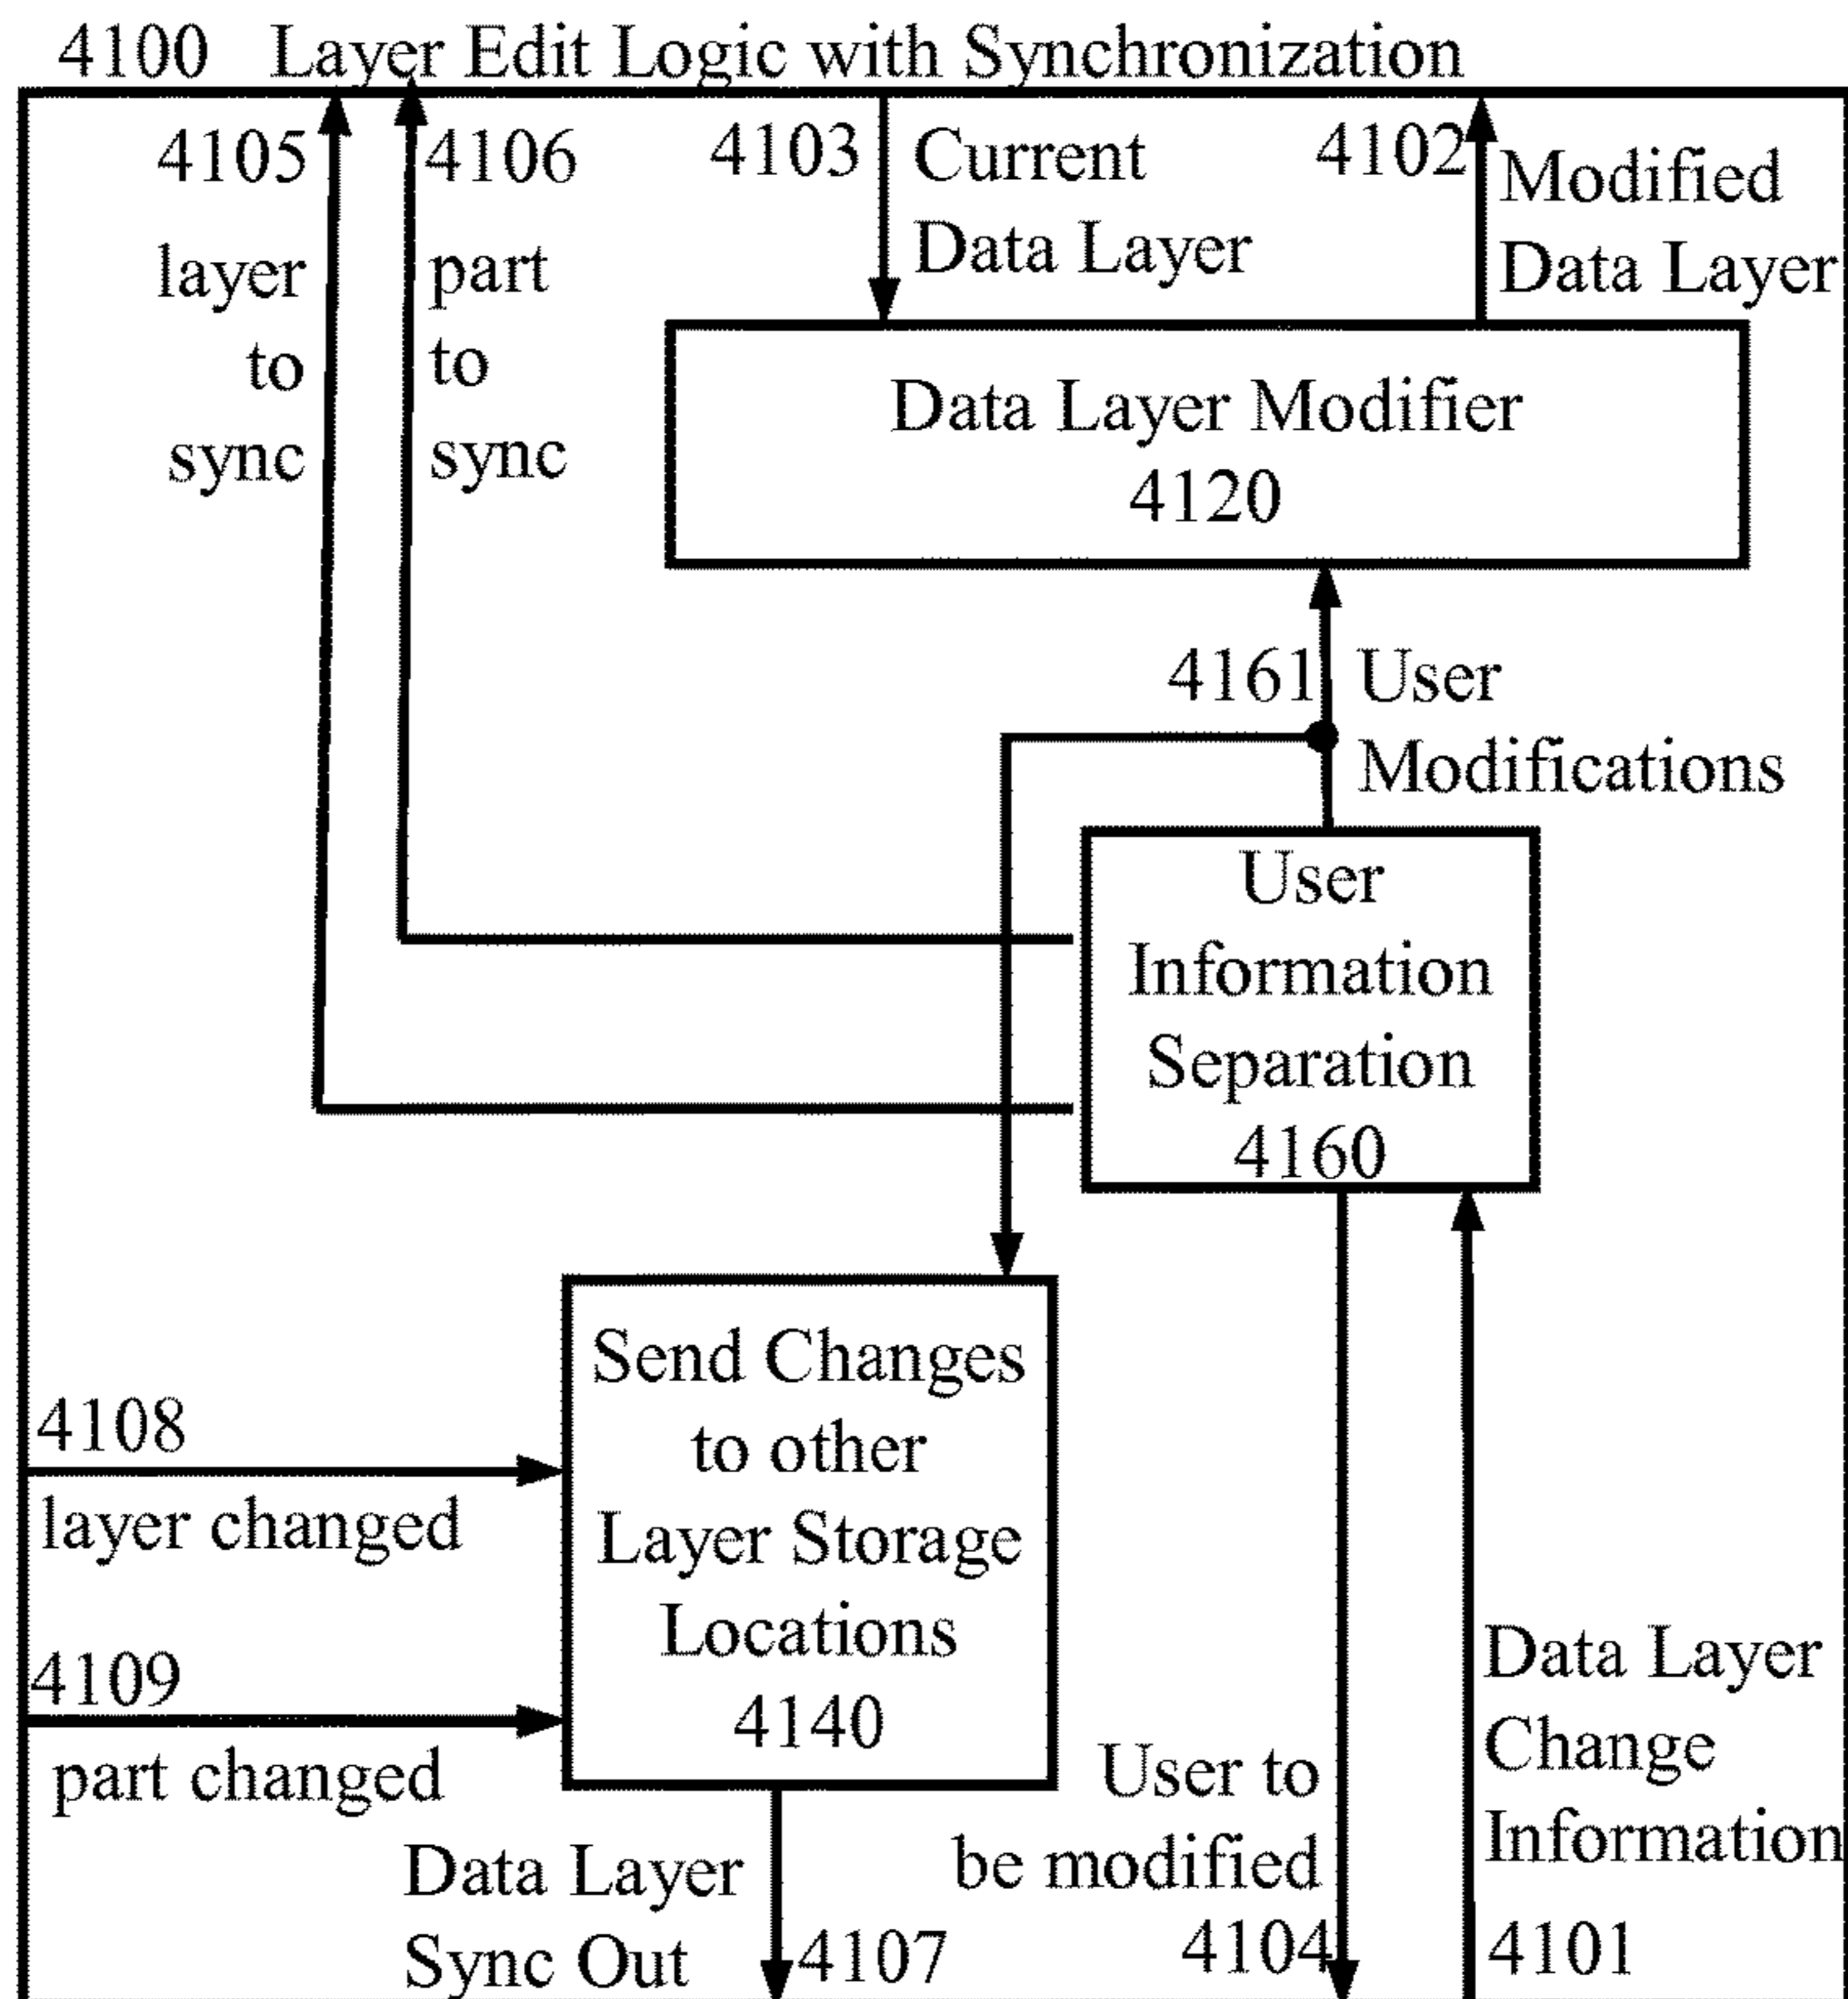 4100 Layer Edit Logic with Synchronization
4105
layer
to
sync
4106
part
to
sync
4103
Current
Data Layer
4102
Modified
Data Layer
Data Layer Modifier
4120
4161
User
Modifications
User
Information
Separation
4160
Send Changes
to other
Layer Storage
Locations
4140
4108
layer changed
4109
part changed
Data Layer
Sync Out
4107
User to
be modified
4104
Data Layer
Change
Information
4101